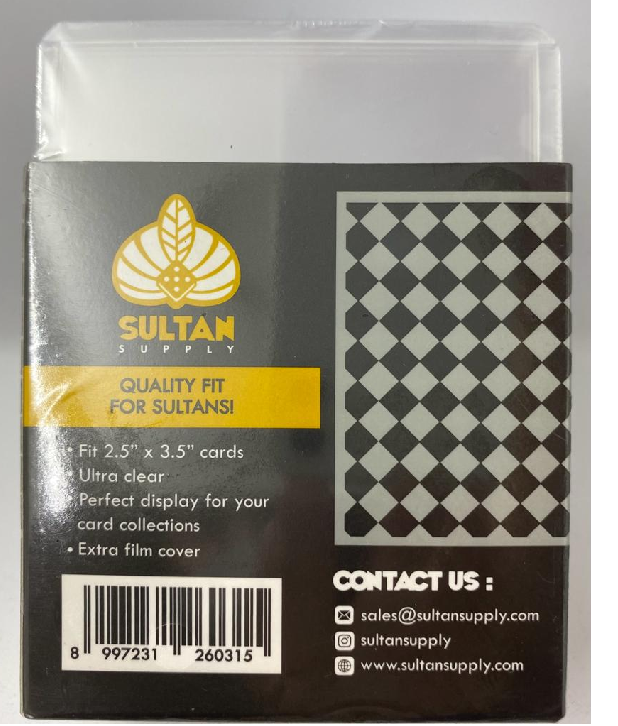 SULTAN
SUPPLY
QUALITY FIT
FOR SULTANS!
• Fit 2.5" x 3.5" cards
• Ultra clear
• Perfect display for your
card collections
• Extra film cover
8 997231 260315
CONTACT US :
sales@sultansupply.com
sultansupply
www.sultansupply.com